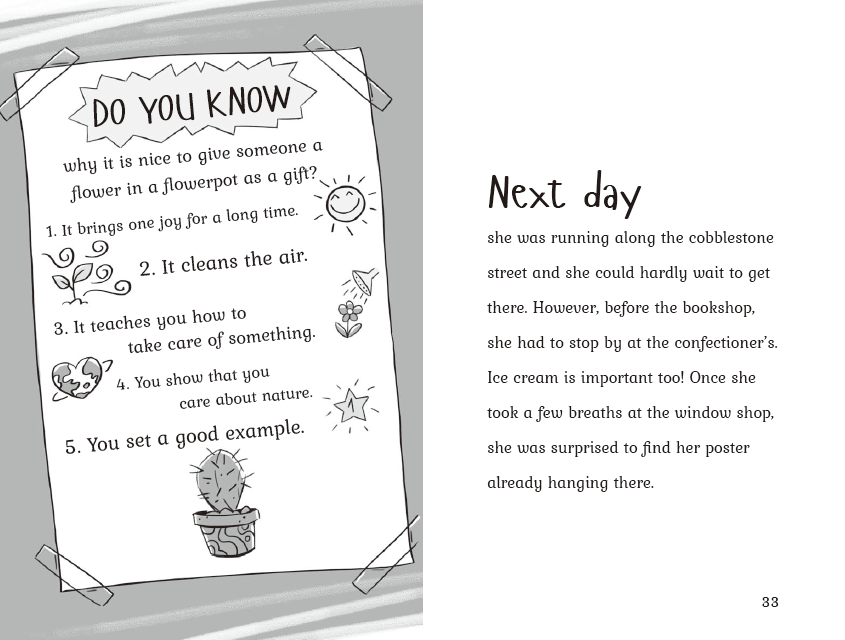 DO YOU KNOW
why it is nice to give someone a
flower in a flowerpot as a gift?
1. It brings one joy for a long time.
2. It cleans the air.
3. It teaches you how to
take care of something.
4. You show that you
care about nature.
1
5. You set a good example.
Next day
she was running along the cobblestone
street and she could hardly wait to get
there. However, before the bookshop,
she had to stop by at the confectioner's.
Ice cream is important too! Once she
took a few breaths at the window shop,
she was surprised to find her poster
already hanging there.
33